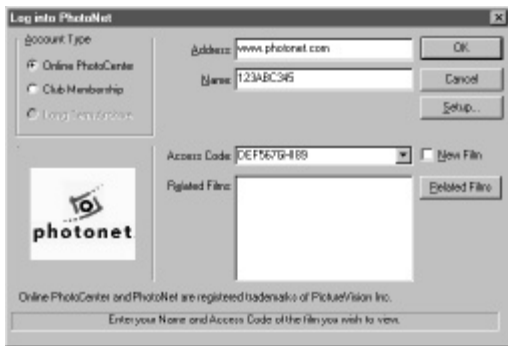 Log into PhotoNet
Account Type
Online PhotoCenter
Club Membership
Address: www.photonet.com
Name: 123ABC345
OK
Cancel
Setup...
Access Code: DEF567GHI89
New Film
Related Films:
Related Films
photonet
Online PhotoCenter and PhotoNet are registered trademarks of PictureVision Inc.
Enter your Name and Access Code of the film you wish to view.